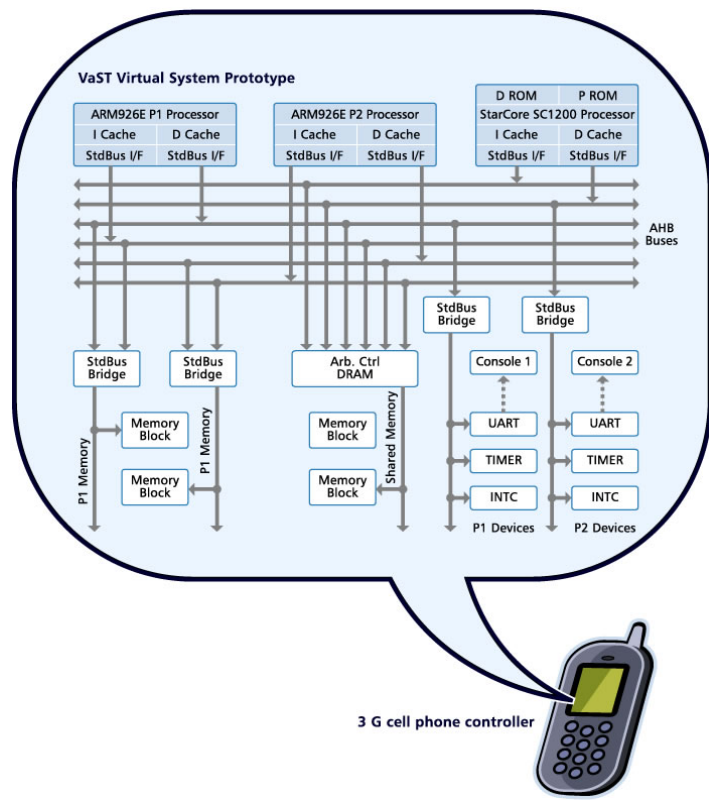 VaST Virtual System Prototype
ARM926E P1 Processor
I Cache
D Cache
StdBus I/F
StdBus I/F
ARM926E P2 Processor
I Cache
D Cache
StdBus I/F
StdBus I/F
D ROM
P ROM
StarCore SC1200 Processor
I Cache
D Cache
StdBus I/F
StdBus I/F
AHB
Buses
StdBus
Bridge
StdBus
Bridge
StdBus
Bridge
StdBus
Bridge
Arb. Ctrl
DRAM
Console 1
Console 2
P1 Memory
Memory
Block
Memory
Block
P1 Memory
Memory
Block
Memory
Block
Shared Memory
UART
TIMER
INTC
P1 Devices
UART
TIMER
INTC
P2 Devices
3 G cell phone controller